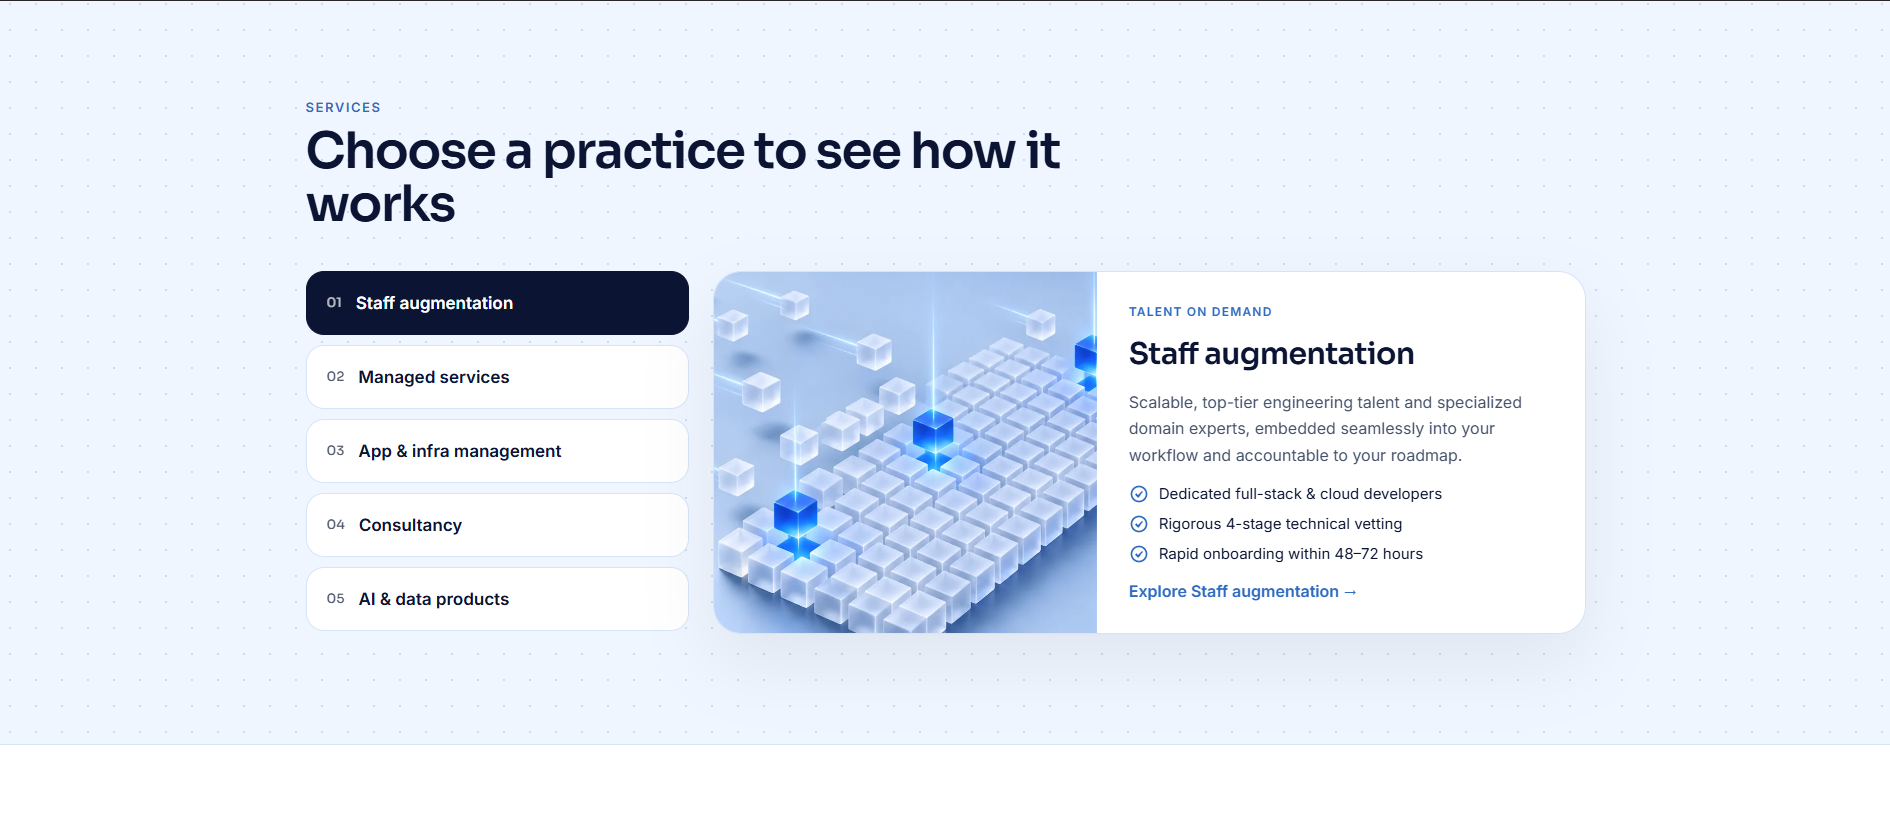 SERVICES
Choose a practice to see how it
works
01 Staff augmentation
02 Managed services
03 App & infra management
04 Consultancy
05 AI & data products
TALENT ON DEMAND
Staff augmentation
Scalable, top-tier engineering talent and specialized
domain experts, embedded seamlessly into your
workflow and accountable to your roadmap.
Dedicated full-stack & cloud developers
Rigorous 4-stage technical vetting
Rapid onboarding within 48–72 hours
Explore Staff augmentation →